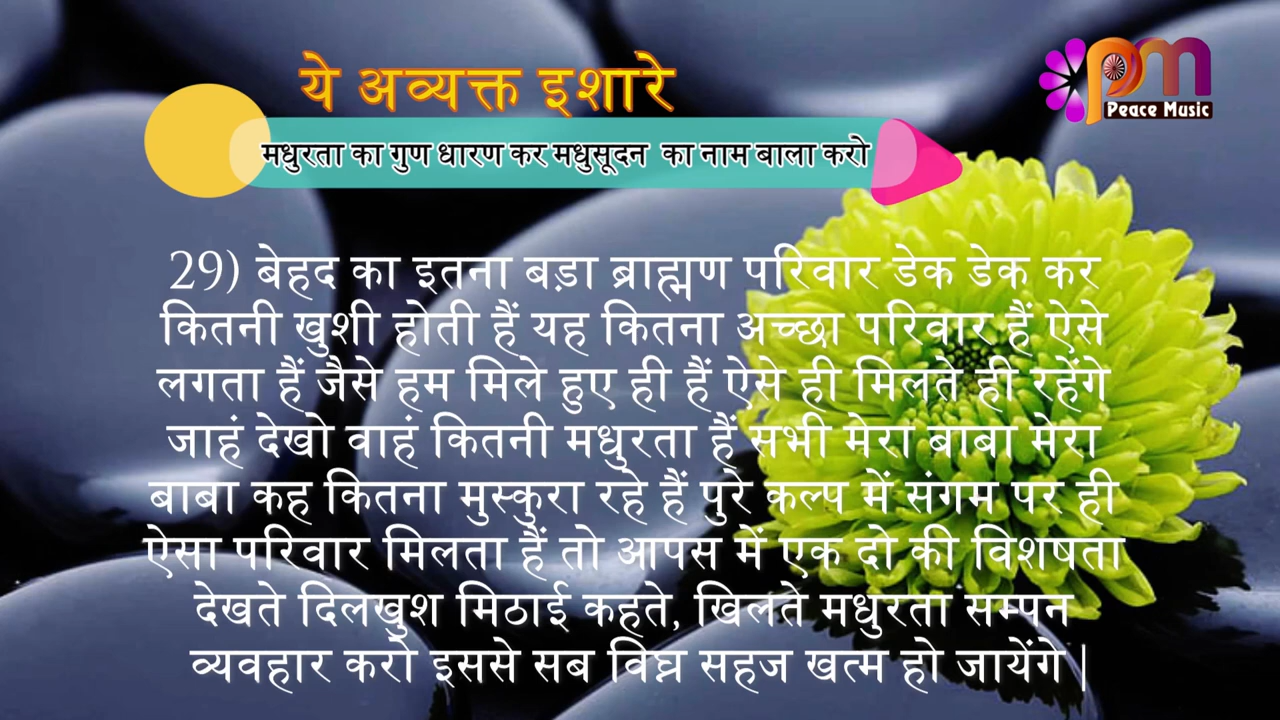 ये अव्यक्त इशारे
pm
Peace Music
मधुरता का गुण धारण कर मधुसूदन का नाम बाला करो
29) बेहद का इतना बड़ा ब्राह्मण परिवार डेक डेक कर
कितनी खुशी होती हैं यह कितना अच्छा परिवार हैं ऐसे
लगता हैं जैसे हम मिले हुए ही हैं ऐसे ही मिलते ही रहेंगे
जाहं देखो वाहं कितनी मधुरता हैं सभी मेरा बाबा मेरा
बाबा कह कितना मुस्कुरा रहे हैं पुरे कल्प में संगम पर ही
ऐसा परिवार मिलता हैं तो आपस में एक दो की विशषता
देखते दिलखुश मिठाई कहते, खिलते मधुरता सम्पन
व्यवहार करो इससे सब विघ्न सहज खत्म हो जायेंगे |